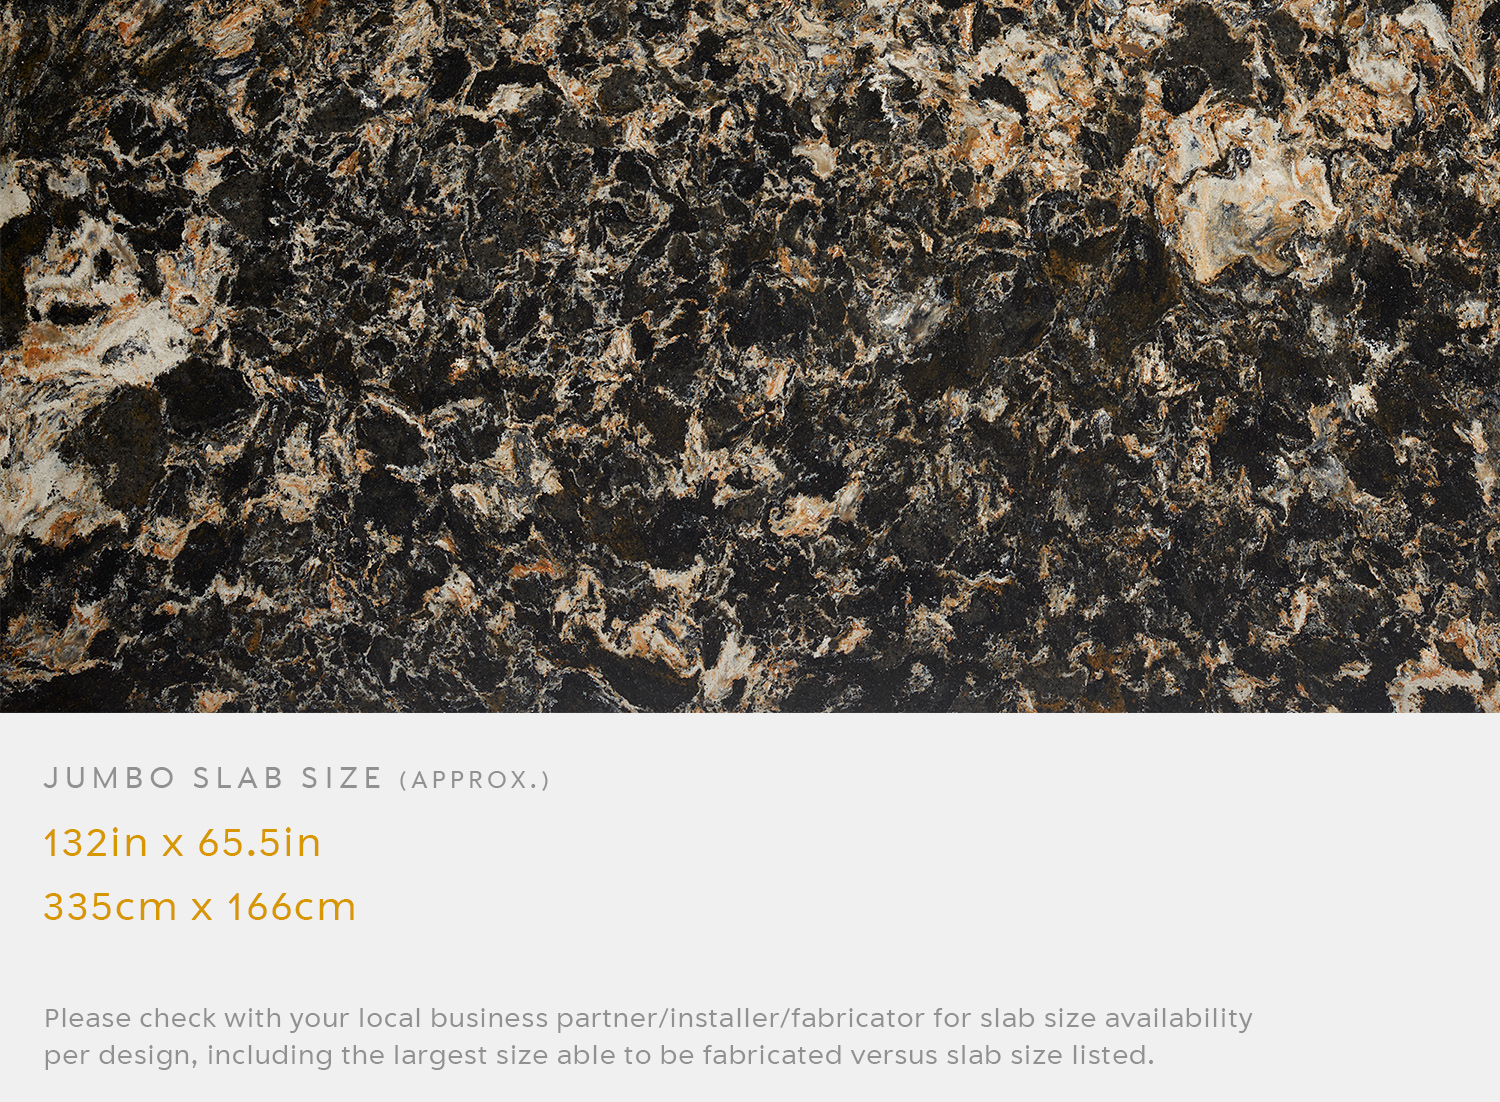 JUMBO SLAB SIZE (APPROX.)
132in x 65.5in
335cm x 166cm
Please check with your local business partner/installer/fabricator for slab size availability
per design, including the largest size able to be fabricated versus slab size listed.